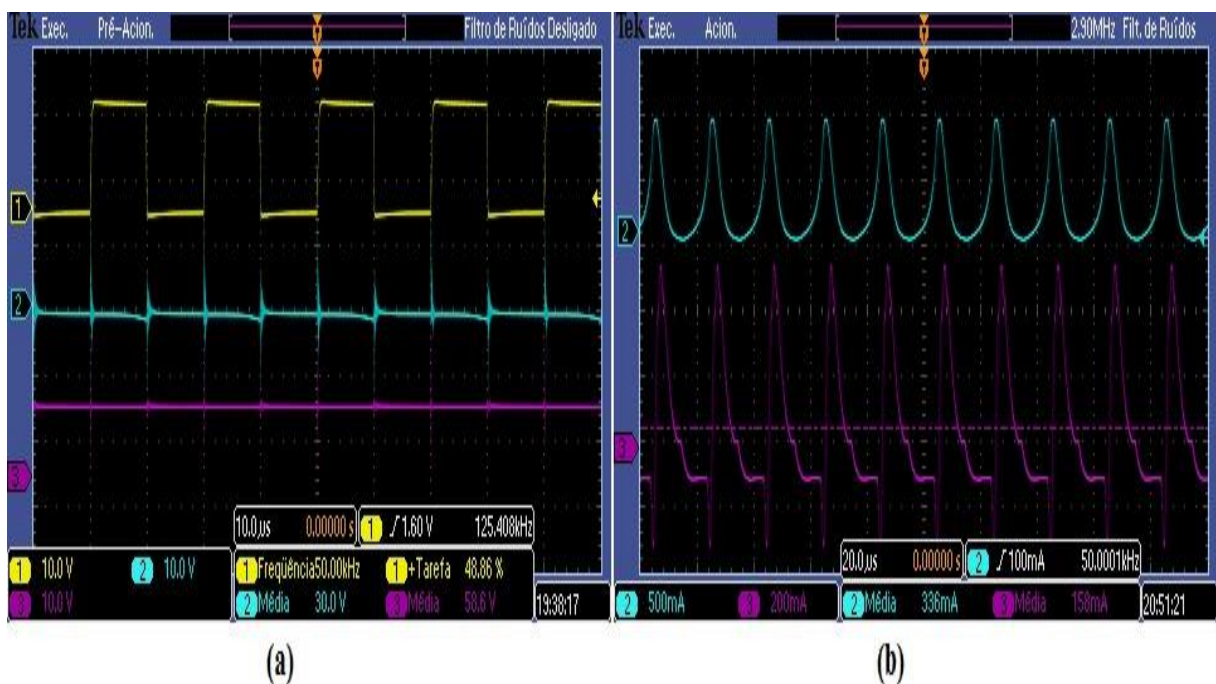 Tek Exec. Pré-Acion. Filtro de Ruídos Desligado
1
2
3
10.0µs 0.00000 s
1 ∫ 1.60 V 125.408kHz
1 10.0 V 2 10.0 V
3 10.0 V
1 Freqüência 50.00kHz 1 +Tarefa 48.86 %
2 Média 30.0 V 3 Média 58.6 V
19:38:17
(a)
Tek Exec. Acion. 2.90MHz Filt. de Ruídos
2
3
20.0µs 0.00000 s
2 ∫ 100mA 50.0001kHz
2 500mA 3 200mA
2 Média 336mA 3 Média 158mA
20:51:21
(b)